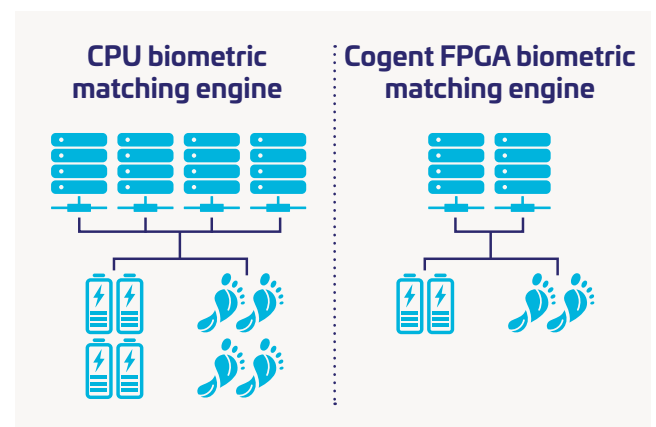 CPU biometric
matching engine
Cogent FPGA biometric
matching engine